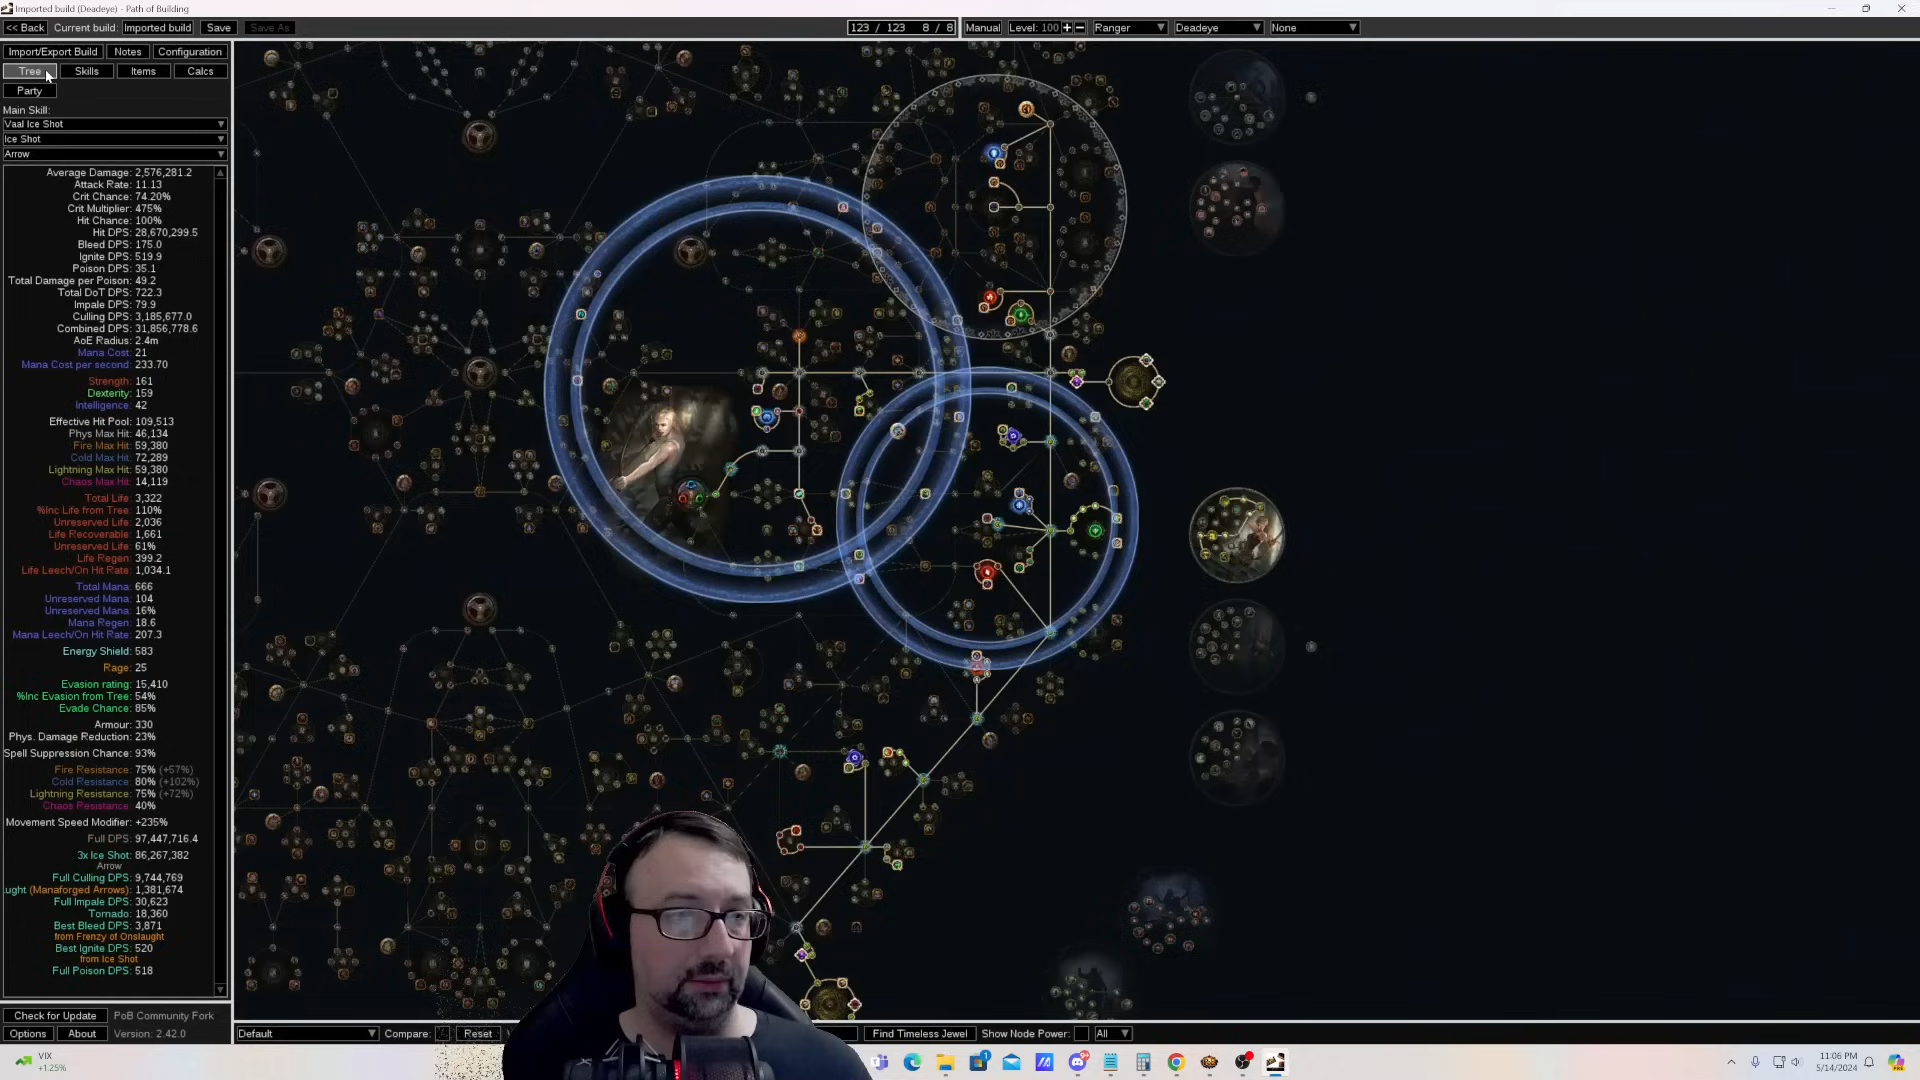 Imported build (Deadeye) - Path of Building
<< Back Current build: Imported build Save Save As 123 / 123 8 / 8 Manual Level: 100 + - Ranger Deadeye None
Import/Export Build Notes Configuration
Tree Skills Items Calcs
Party
Main Skill:
Vaal Ice Shot
Ice Shot
Arrow
Average Damage: 2,576,281.2
Attack Rate: 11.13
Crit Chance: 74.20%
Crit Multiplier: 475%
Hit Chance: 100%
Hit DPS: 28,670,299.5
Bleed DPS: 175.0
Ignite DPS: 519.9
Poison DPS: 35.1
Total Damage per Poison: 49.2
Total DoT DPS: 722.3
Impale DPS: 79.9
Culling DPS: 3,185,677.0
Combined DPS: 31,856,778.6
AoE Radius: 2.4m
Mana Cost: 21
Mana Cost per second: 233.70
Strength: 161
Dexterity: 159
Intelligence: 42
Effective Hit Pool: 109,513
Phys Max Hit: 46,134
Fire Max Hit: 59,380
Cold Max Hit: 72,289
Lightning Max Hit: 59,380
Chaos Max Hit: 14,119
Total Life: 3,322
%Inc Life from Tree: 110%
Unreserved Life: 2,036
Life Recoverable: 1,661
Unreserved Life: 61%
Life Regen: 399.2
Life Leech/On Hit Rate: 1,034.1
Total Mana: 666
Unreserved Mana: 104
Unreserved Mana: 16%
Mana Regen: 18.6
Mana Leech/On Hit Rate: 207.3
Energy Shield: 583
Rage: 25
Evasion rating: 15,410
%Inc Evasion from Tree: 54%
Evade Chance: 85%
Armour: 330
Phys. Damage Reduction: 23%
Spell Suppression Chance: 93%
Fire Resistance: 75% (+57%)
Cold Resistance: 80% (+102%)
Lightning Resistance: 75% (+72%)
Chaos Resistance: 40%
Movement Speed Modifier: +235%
Full DPS: 97,447,716.4
3x Ice Shot: 86,267,382
Arrow
Full Culling DPS: 9,744,769
ught (Manaforged Arrows): 1,381,674
Full Impale DPS: 30,623
Tornado: 18,360
Best Bleed DPS: 3,871
from Frenzy of Onslaught
Best Ignite DPS: 520
from Ice Shot
Full Poison DPS: 518
Check for Update PoB Community Fork
Options About Version: 2.42.0
Default Compare: Reset Find Timeless Jewel Show Node Power: All
VIX
+1.25%
11:06 PM
5/14/2024